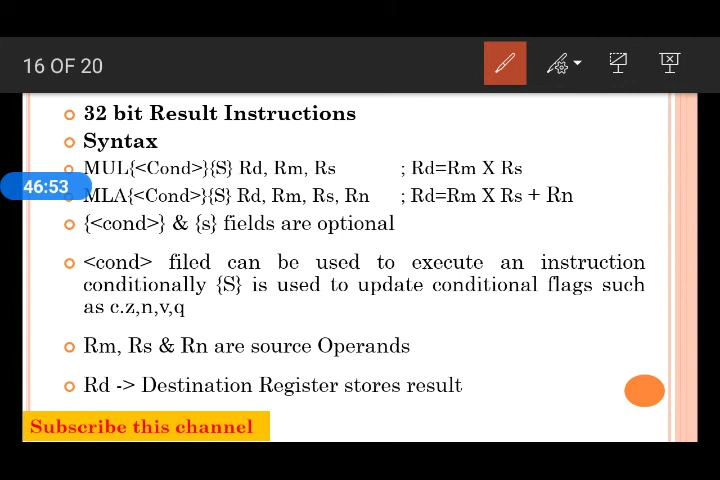 16 OF 20
32 bit Result Instructions
Syntax
MUL{<Cond>}{S} Rd, Rm, Rs ; Rd=Rm X Rs
46:53
MLA{<Cond>}{S} Rd, Rm, Rs, Rn ; Rd=Rm X Rs + Rn
{<cond>} & {s} fields are optional
<cond> filed can be used to execute an instruction
conditionally {S} is used to update conditional flags such
as c.z,n,v,q
Rm, Rs & Rn are source Operands
Rd -> Destination Register stores result
Subscribe this channel